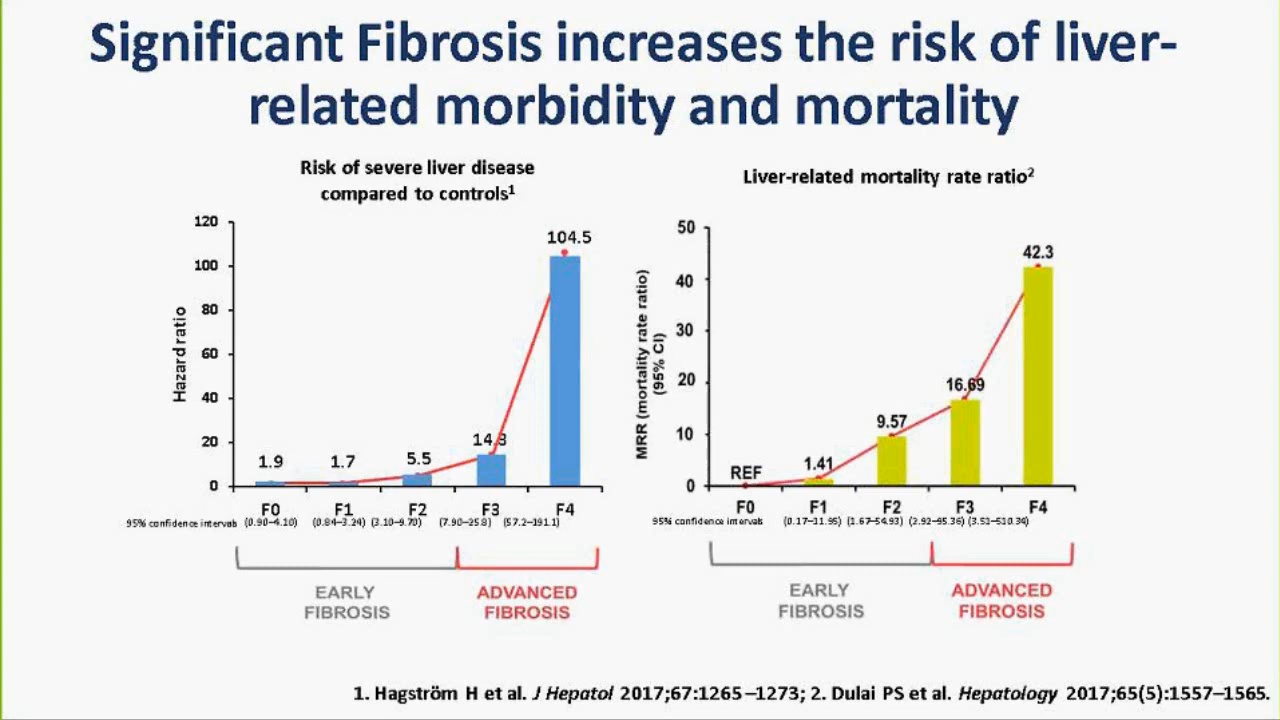 Significant Fibrosis increases the risk of liver-
related morbidity and mortality
Risk of severe liver disease
compared to controls1
120
100
80
60
40
20
0
Hazard ratio
1.9
1.7
5.5
14.3
104.5
F0
F1
F2
F3
F4
95% confidence intervals (0.90–4.10) (0.84–3.24) (3.10–9.70) (7.90–25.8) (57.2–191.1)
EARLY
FIBROSIS
ADVANCED
FIBROSIS
Liver-related mortality rate ratio2
50
40
30
20
10
0
MRR (mortality rate ratio)
(95% CI)
REF
1.41
9.57
16.69
42.3
F0
F1
F2
F3
F4
95% confidence intervals (0.17–11.95) (1.67–54.93) (2.92–95.36) (3.51–510.34)
EARLY
FIBROSIS
ADVANCED
FIBROSIS
1. Hagström H et al. J Hepatol 2017;67:1265–1273; 2. Dulai PS et al. Hepatology 2017;65(5):1557–1565.